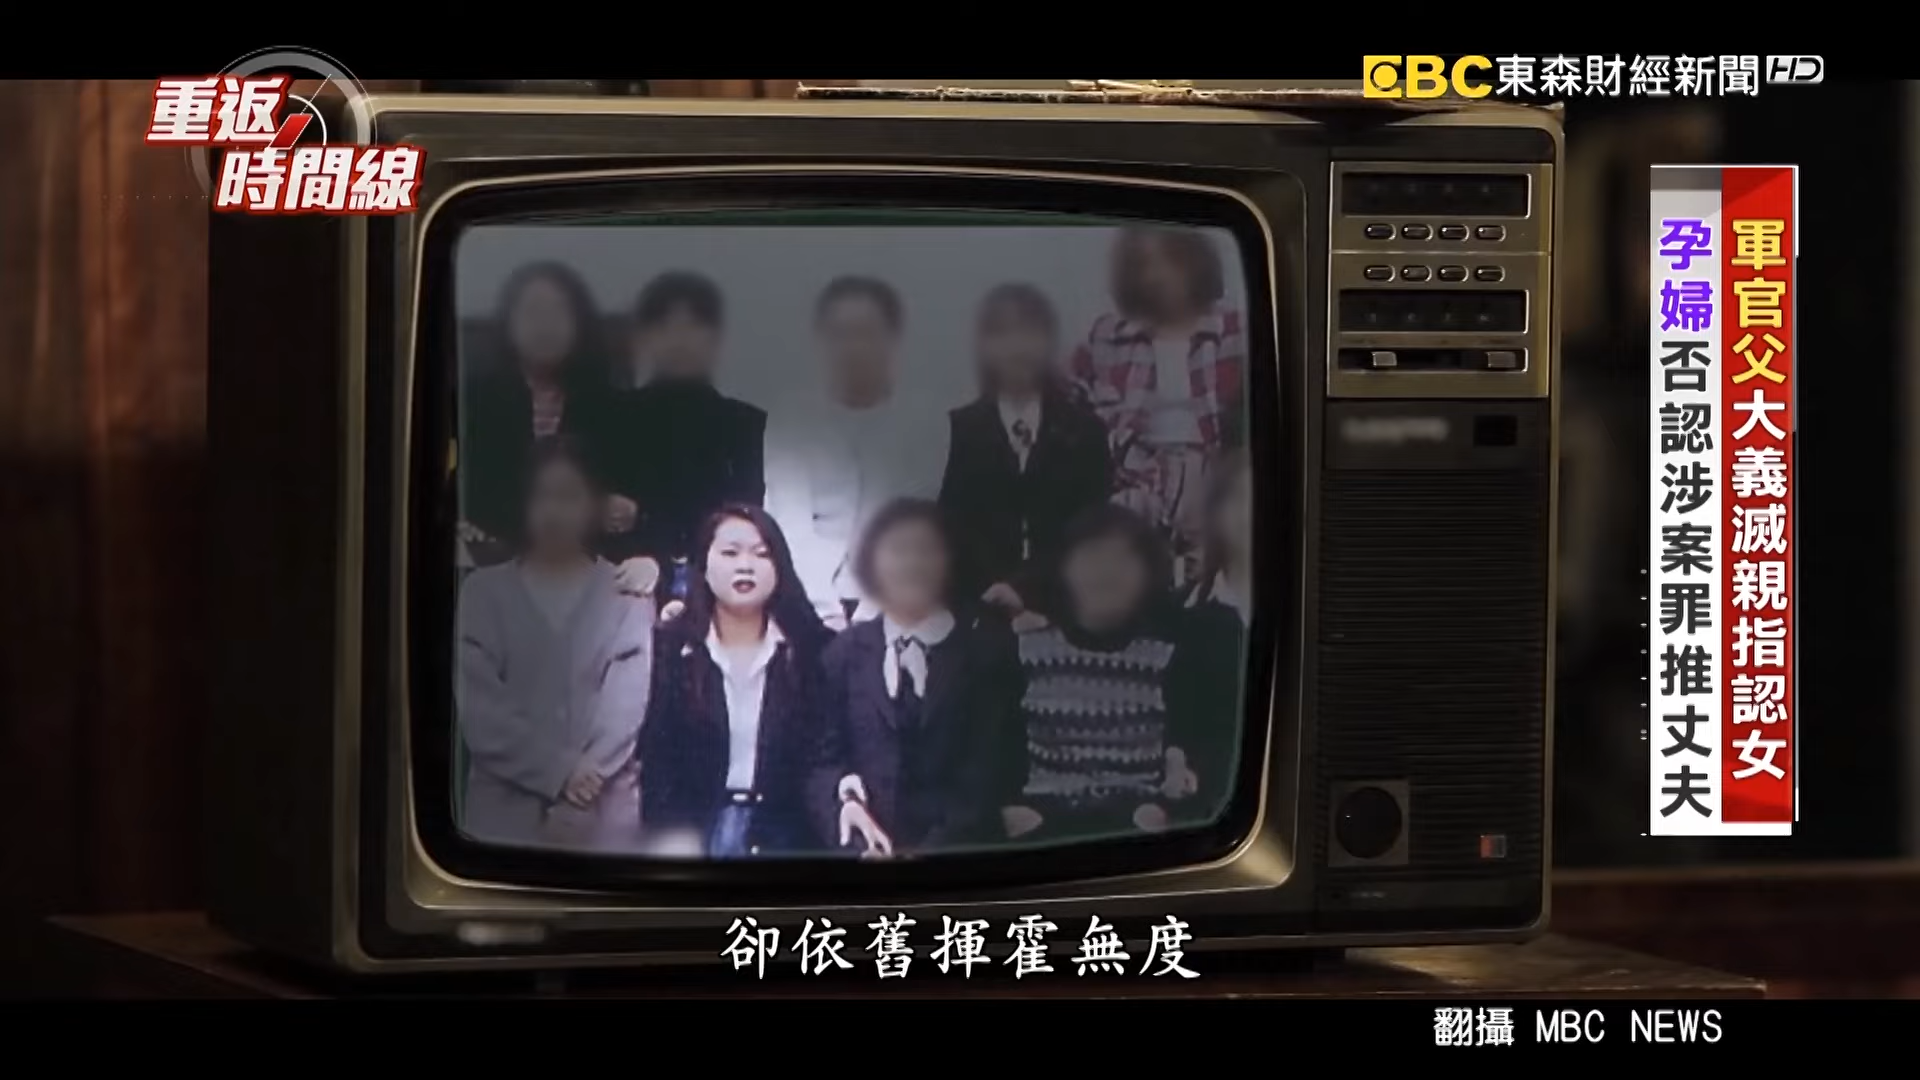 重返
時間線
EBC東森財經新聞HD
軍官父大義滅親指認女
孕婦否認涉案罪推丈夫
卻依舊揮霍無度
翻攝 MBC NEWS